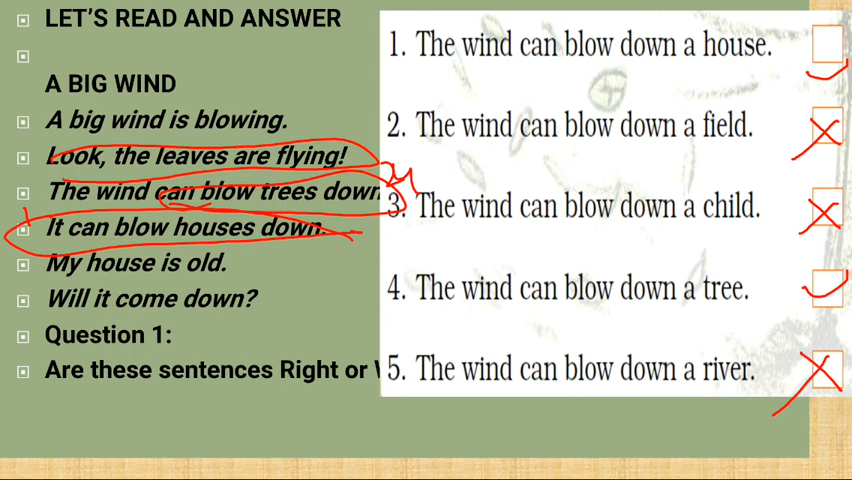 LET’S READ AND ANSWER
A BIG WIND
A big wind is blowing.
Look, the leaves are flying!
The wind can blow trees down
It can blow houses down.
My house is old.
Will it come down?
Question 1:
Are these sentences Right or
1. The wind can blow down a house.
2. The wind can blow down a field.
3. The wind can blow down a child.
4. The wind can blow down a tree.
5. The wind can blow down a river.